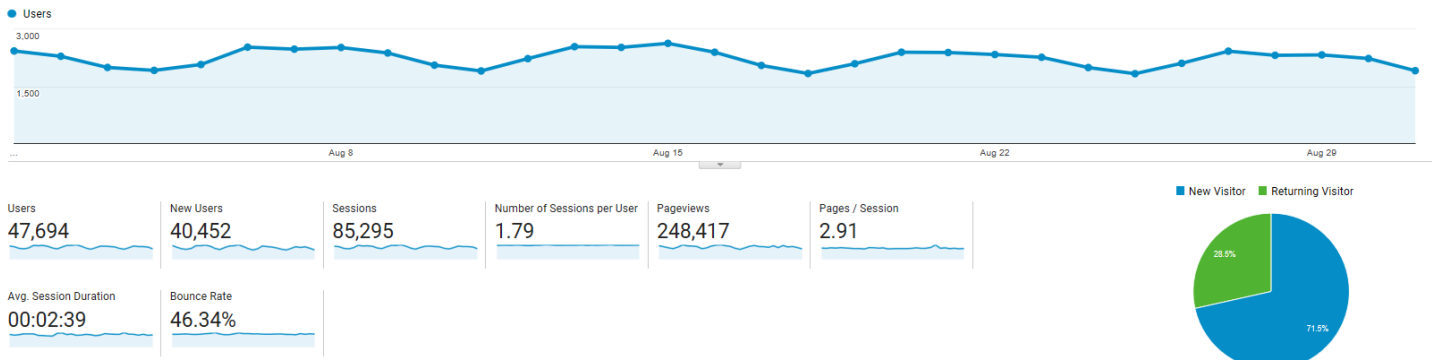 Users
3,000
1,500
...
Aug 8
Aug 15
Aug 22
Aug 29
New Visitor
Returning Visitor
Users
47,694
New Users
40,452
Sessions
85,295
Number of Sessions per User
1.79
Pageviews
248,417
Pages / Session
2.91
Avg. Session Duration
00:02:39
Bounce Rate
46.34%
28.5%
71.5%